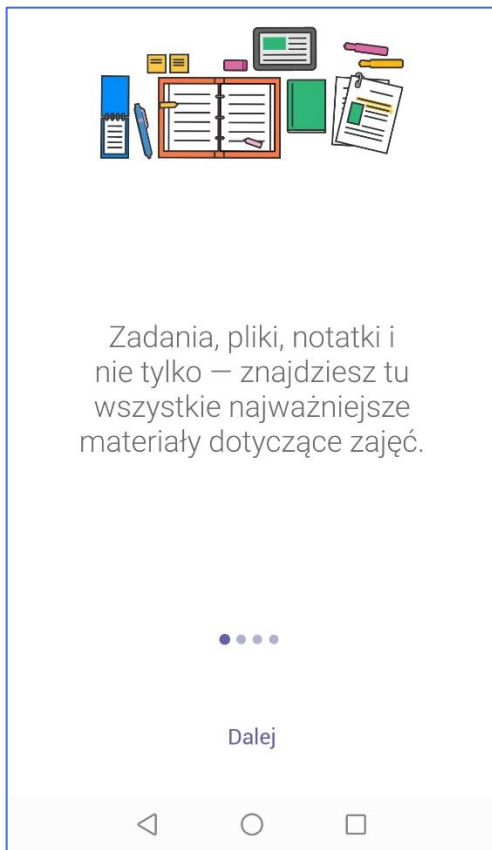 Zadania, pliki, notatki i
nie tylko — znajdziesz tu
wszystkie najważniejsze
materiały dotyczące zajęć.
Dalej